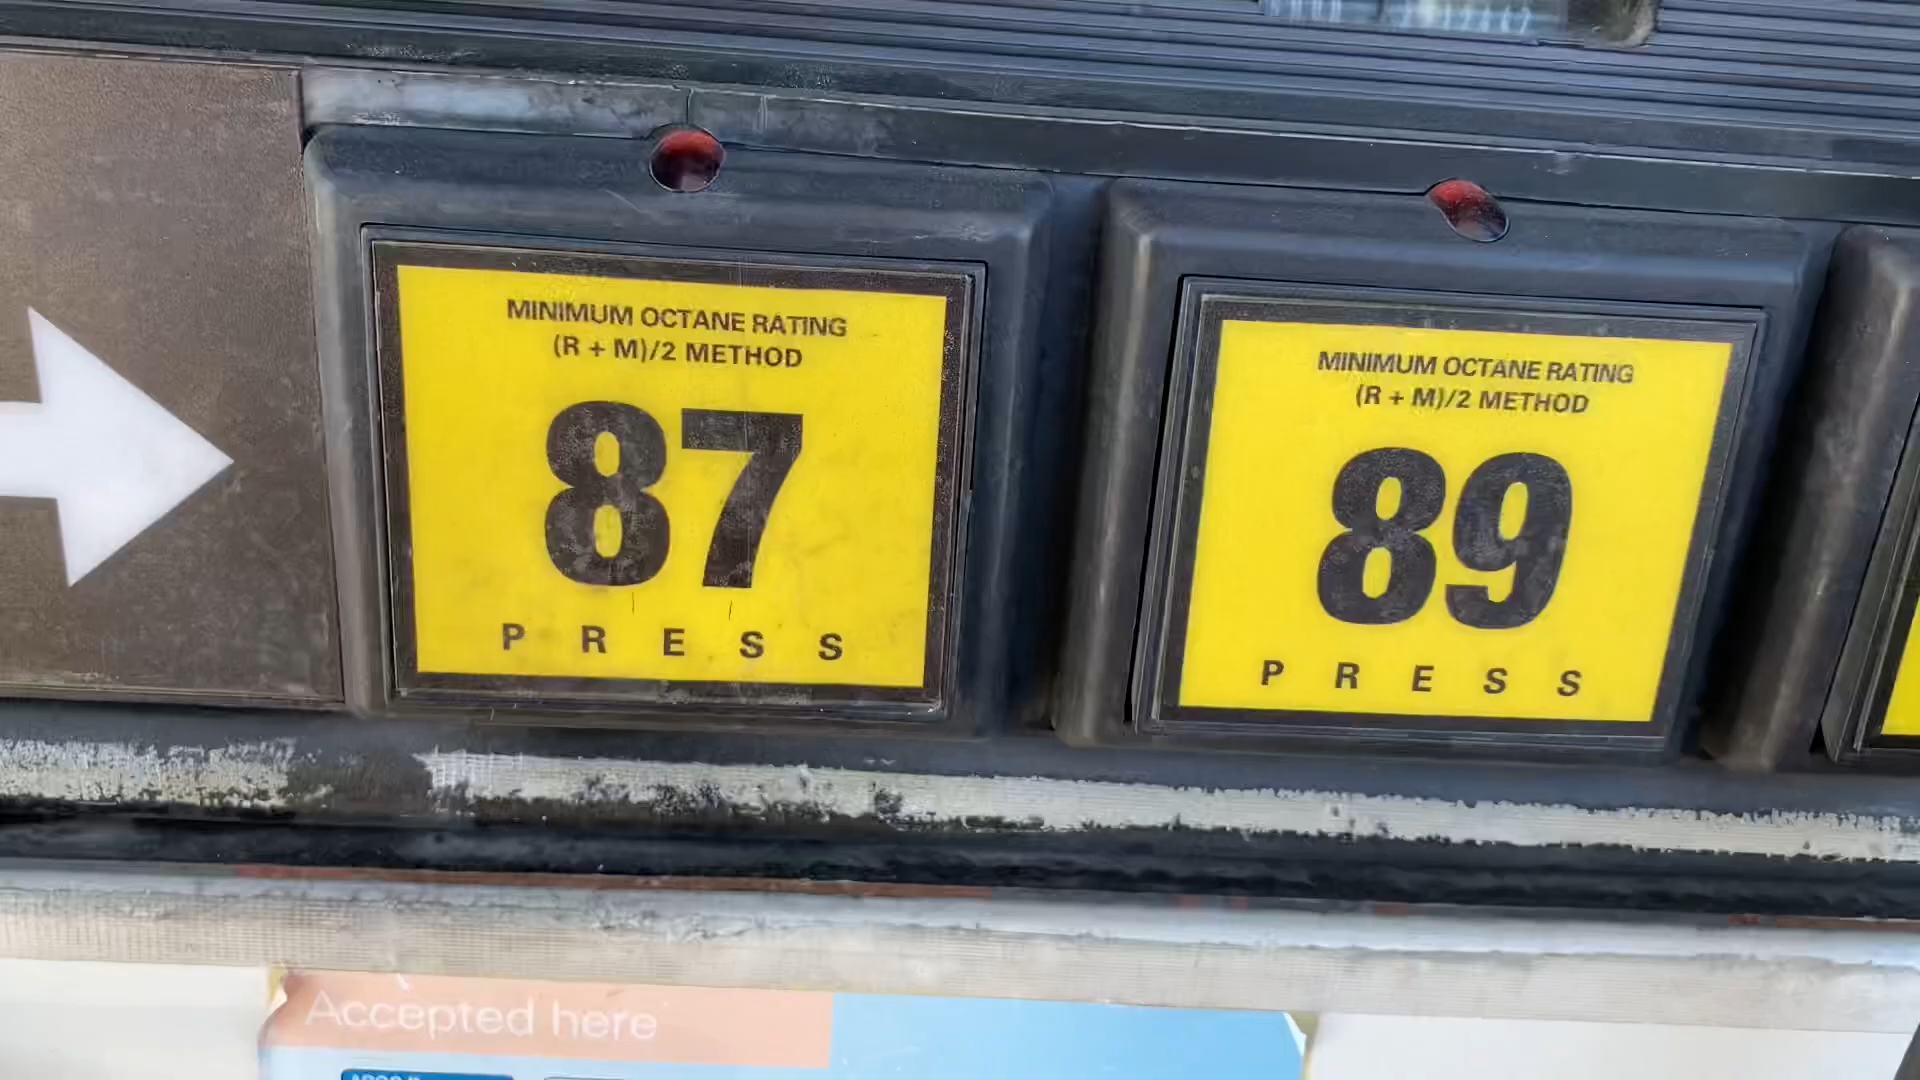 MINIMUM OCTANE RATING
(R + M)/2 METHOD
87
PRESS
MINIMUM OCTANE RATING
(R + M)/2 METHOD
89
PRESS
Accepted here